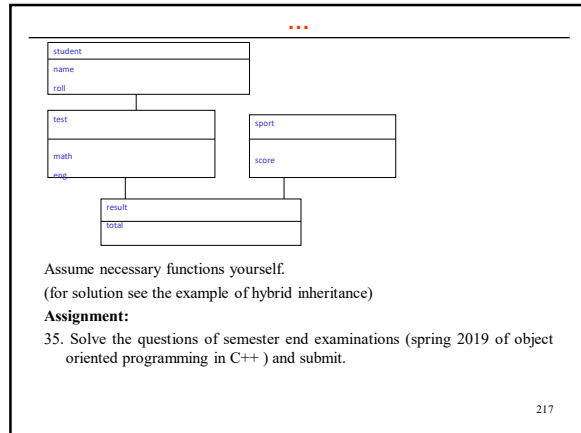 ...
student
name
roll
test
math
eng
sport
score
result
total
Assume necessary functions yourself.
(for solution see the example of hybrid inheritance)
Assignment:
35. Solve the questions of semester end examinations (spring 2019 of object
oriented programming in C++ ) and submit.
217